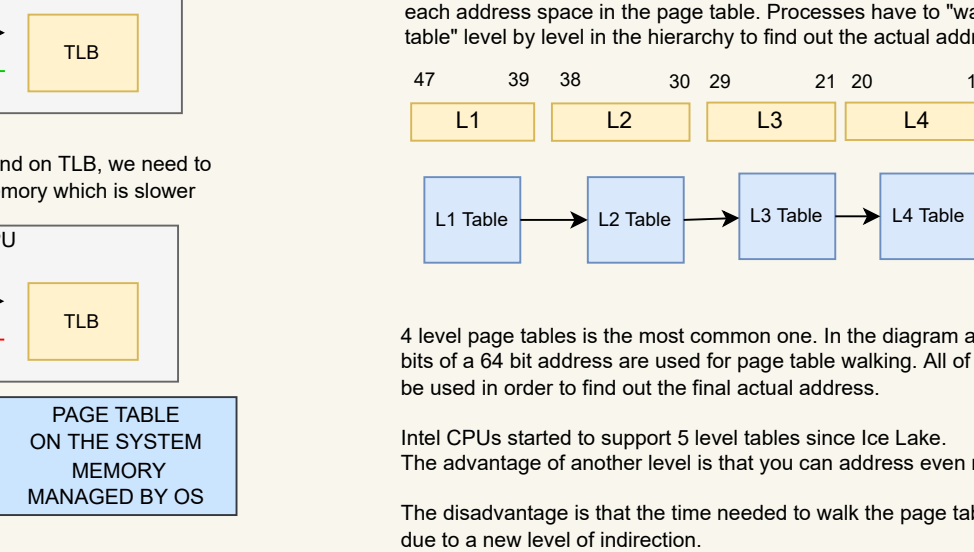 TLB
nd on TLB, we need to
mory which is slower
U
TLB
PAGE TABLE
ON THE SYSTEM
MEMORY
MANAGED BY OS
each address space in the page table. Processes have to "wa
table" level by level in the hierarchy to find out the actual addr
47 39 38 30 29 21 20 1
L1 L2 L3 L4
L1 Table L2 Table L3 Table L4 Table
4 level page tables is the most common one. In the diagram a
bits of a 64 bit address are used for page table walking. All of
be used in order to find out the final actual address.
Intel CPUs started to support 5 level tables since Ice Lake.
The advantage of another level is that you can address even
The disadvantage is that the time needed to walk the page tab
due to a new level of indirection.